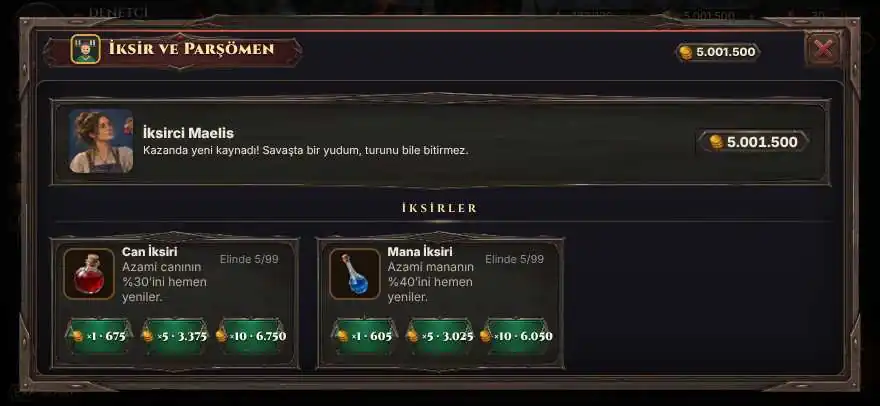 DENETÇİ
İksir ve Parşömen
5.001.500
İksirci Maelis
Kazanda yeni kaynadı! Savaşta bir yudum, turunu bile bitirmez.
5.001.500
İKSİRLER
Can İksiri
Elinde 5/99
Azami canının
%30'ini hemen
yeniler.
×1 · 675
×5 · 3.375
×10 · 6.750
Mana İksiri
Elinde 5/99
Azami mananın
%40'ini hemen
yeniler.
×1 · 605
×5 · 3.025
×10 · 6.050